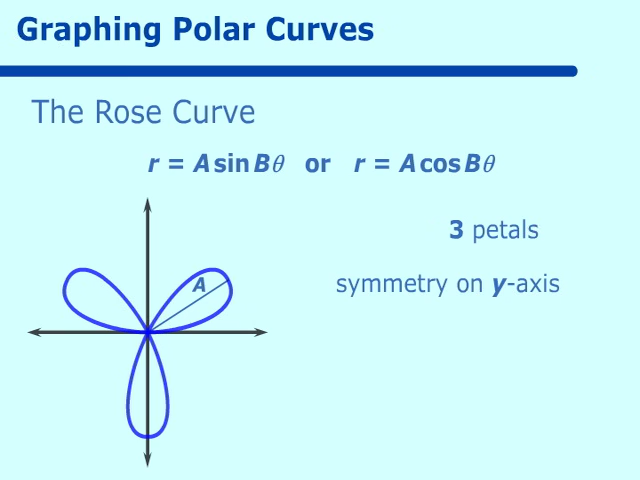 Graphing Polar Curves
The Rose Curve
r = A sin Bθ or r = A cos Bθ
3 petals
A
symmetry on y-axis